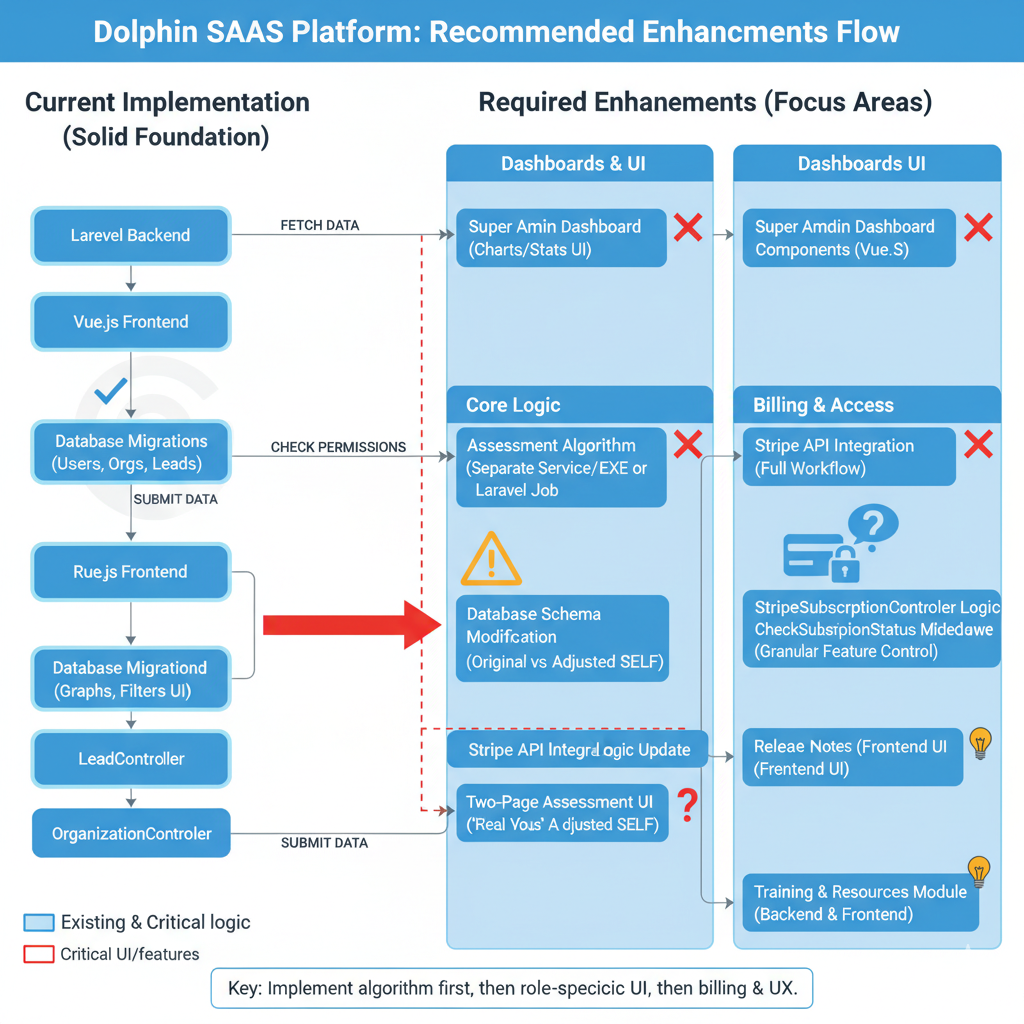 Dolphin SAAS Platform: Recommended Enhancments Flow
Current Implementation
(Solid Foundation)
Required Enhanements (Focus Areas)
Dashboards & UI
Dashboards UI
Larevel Backend
FETCH DATA
Super Amin Dashboard
(Charts/Stats UI)
Super Amdin Dashboard
Components (Vue.S)
Vue.js Frontend
Core Logic
Billing & Access
Database Migrations
(Users, Orgs, Leads)
CHECK PERMISSIONS
Assessment Algorithm
(Separate Service/EXE or
Laravel Job
Stripe API Integration
(Full Workflow)
SUBMIT DATA
?
Rue.js Frontend
Database Schema
Modification
(Original vs Adjusted SELF)
StripeSubscrptionControler Logic
CheckSubsripionStatus Midedawe
(Granular Feature Control)
Database Migrationd
(Graphs, Filters UI)
LeadController
Stripe API Integra Logic Update
Releae Notes (Frontend UI
(Frontend UI)
Two-Page Assessment UI
('Real Vous' A djusted SELF)
?
OrganizationControler
SUBMIT DATA
Training & Resources Module
(Backend & Frontend)
Existing & Critical logic
Critical UI/features
Key: Implement algorithm first, then role-specicic UI, then billing & UX.